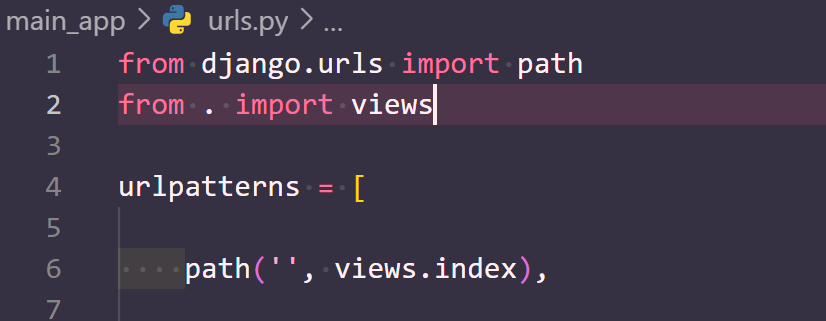 main_app > urls.py > ...
1 from django.urls import path
2 from . import views
3
4 urlpatterns = [
5
6     path('', views.index),
7